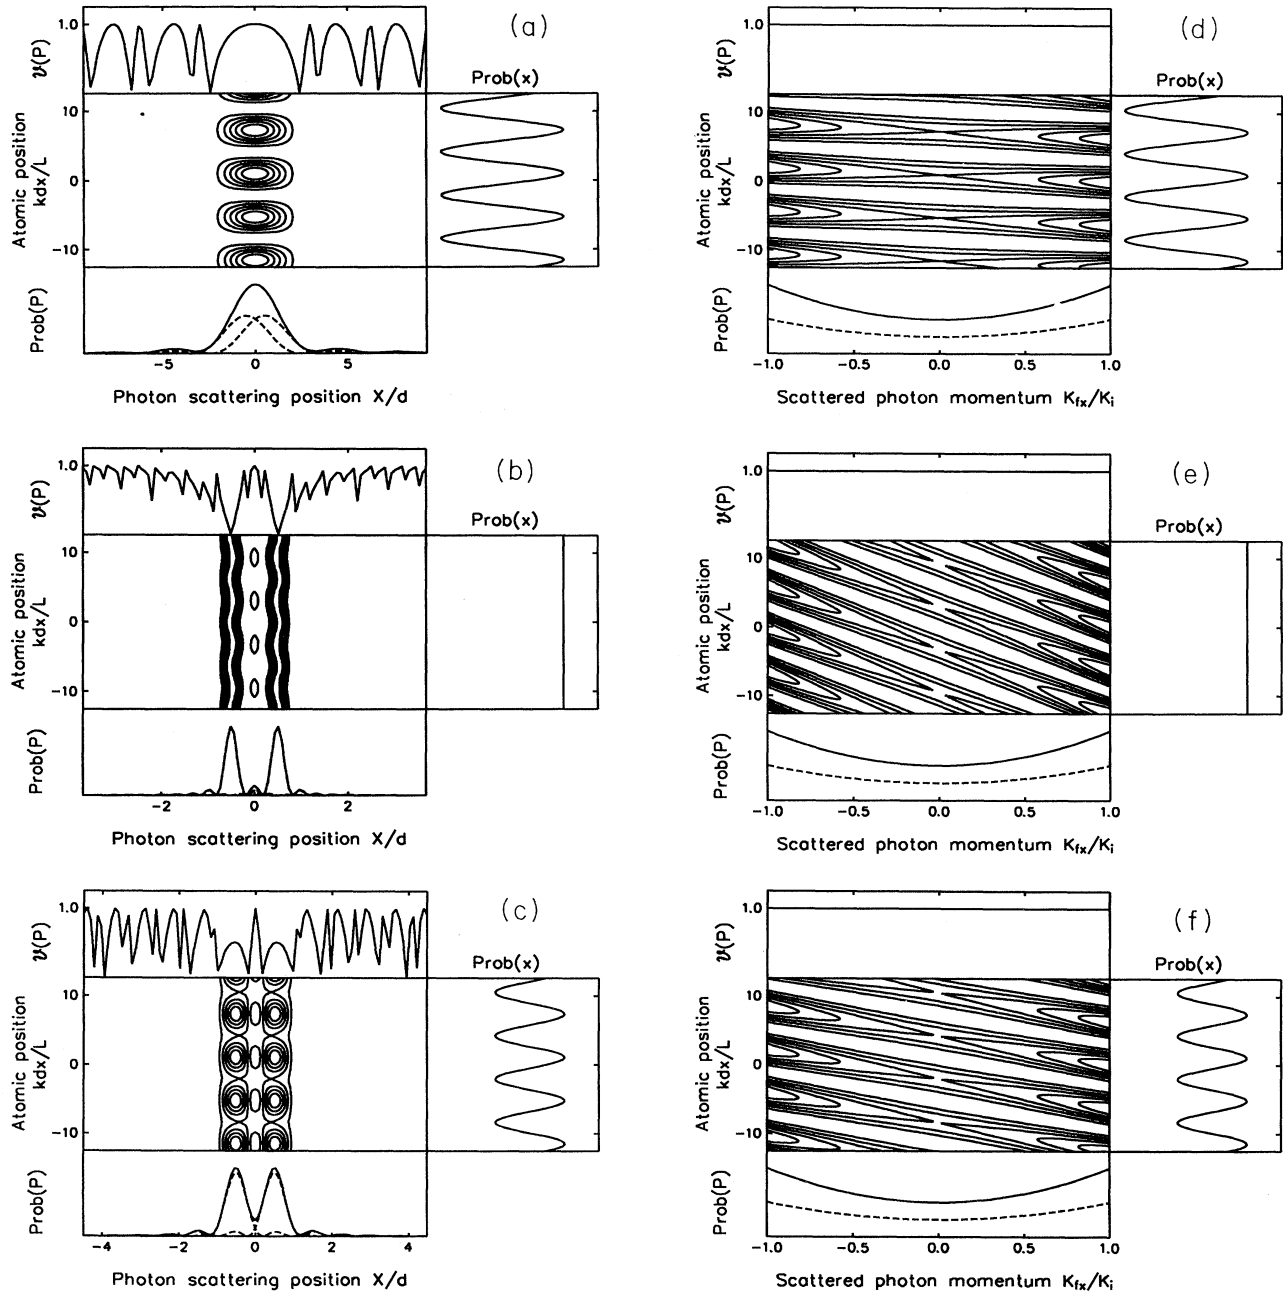 (a)
𝒱(P)
1.0
Prob(x)
Atomic position
kdx/L
10
0
-10
Prob(P)
-5
0
5
Photon scattering position X/d
(b)
𝒱(P)
1.0
Prob(x)
Atomic position
kdx/L
10
0
-10
Prob(P)
-2
0
2
Photon scattering position X/d
(c)
𝒱(P)
1.0
Prob(x)
Atomic position
kdx/L
10
0
-10
Prob(P)
-4
-2
0
2
4
Photon scattering position X/d
(d)
𝒱(P)
1.0
Prob(x)
Atomic position
kdx/L
10
0
-10
Prob(P)
-1.0
-0.5
0.0
0.5
1.0
Scattered photon momentum Kfx/Ki
(e)
𝒱(P)
1.0
Prob(x)
Atomic position
kdx/L
10
0
-10
Prob(P)
-1.0
-0.5
0.0
0.5
1.0
Scattered photon momentum Kfx/Ki
(f)
𝒱(P)
1.0
Prob(x)
Atomic position
kdx/L
10
0
-10
Prob(P)
-1.0
-0.5
0.0
0.5
1.0
Scattered photon momentum Kfx/Ki